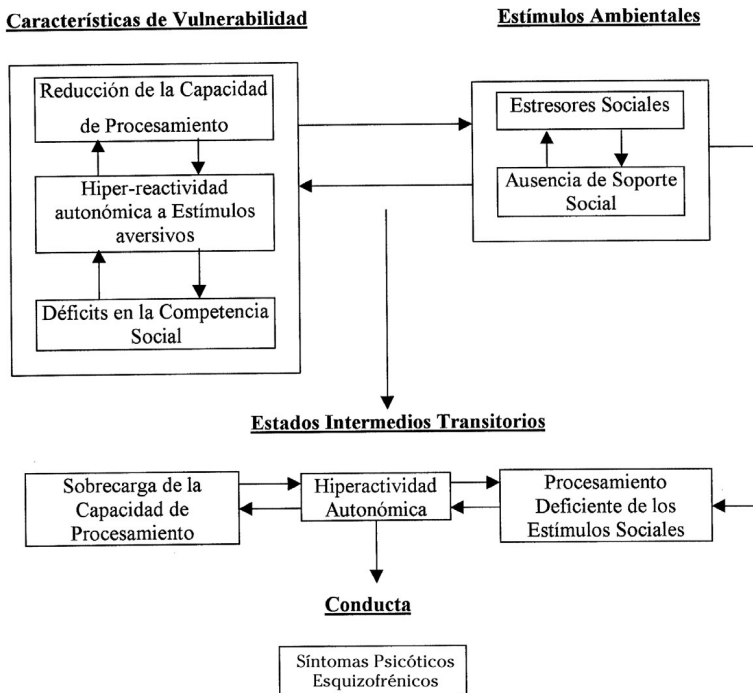 Características de Vulnerabilidad
Estímulos Ambientales
Reducción de la Capacidad
de Procesamiento
Hiper-reactividad
autonómica a Estímulos
aversivos
Déficits en la Competencia
Social
Estresores Sociales
Ausencia de Soporte
Social
Estados Intermedios Transitorios
Sobrecarga de la
Capacidad de
Procesamiento
Hiperactividad
Autonómica
Procesamiento
Deficiente de los
Estímulos Sociales
Conducta
Síntomas Psicóticos
Esquizofrénicos